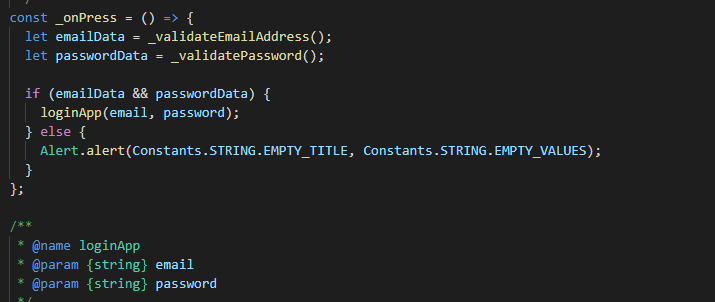 const _onPress = () => {
let emailData = _validateEmailAddress();
let passwordData = _validatePassword();
if (emailData && passwordData) {
loginApp(email, password);
} else {
Alert.alert(Constants.STRING.EMPTY_TITLE, Constants.STRING.EMPTY_VALUES);
}
};
/**
* @name loginApp
* @param {string} email
* @param {string} password
*/